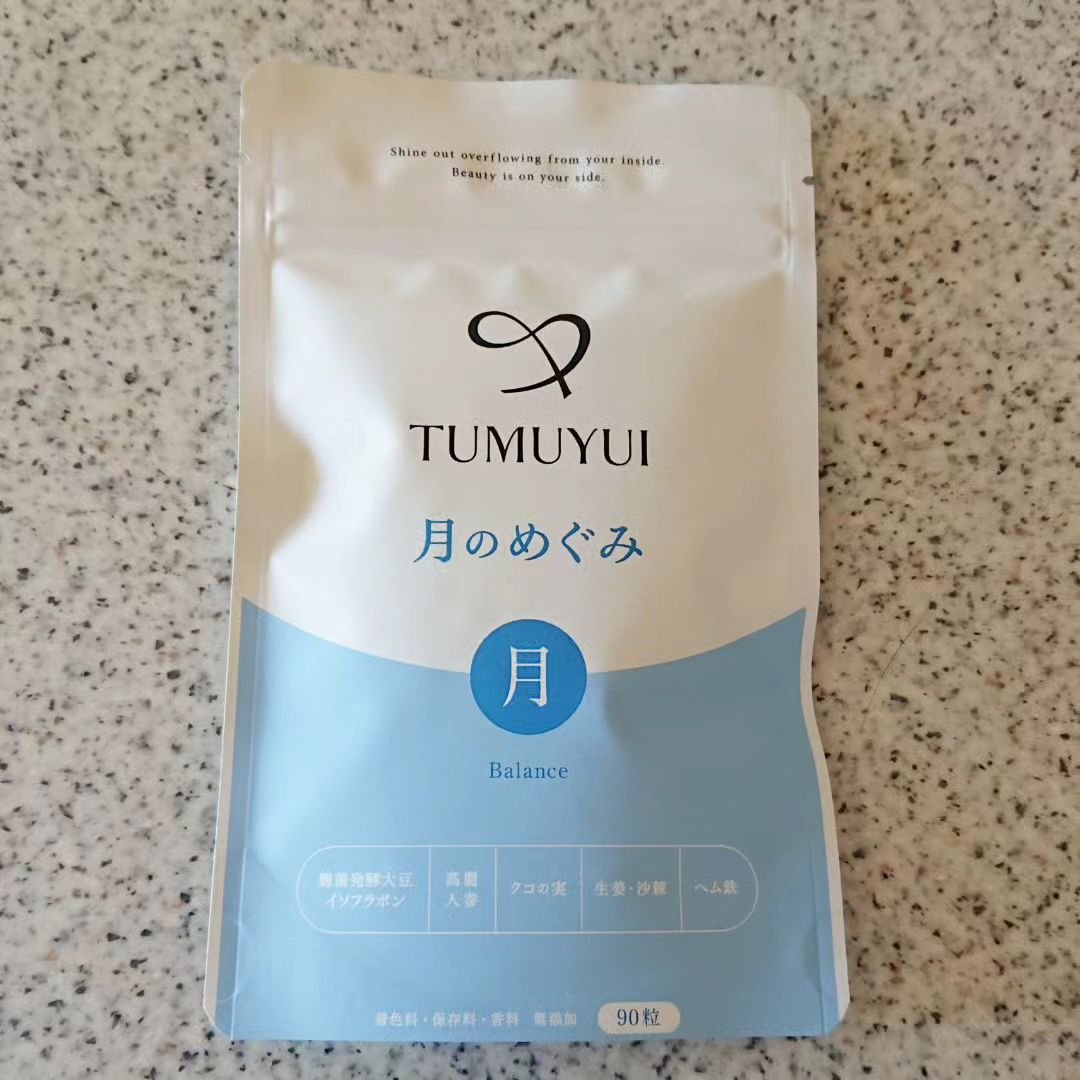 Shine out overflowing from your inside.
Beauty is on your side.
TUMUYUI
月のめぐみ
月
Balance
麹菌発酵大豆
イソフラボン
高麗
人参
クコの実
生姜・沙棘
ヘム鉄
着色料・保存料・香料 無添加
90粒